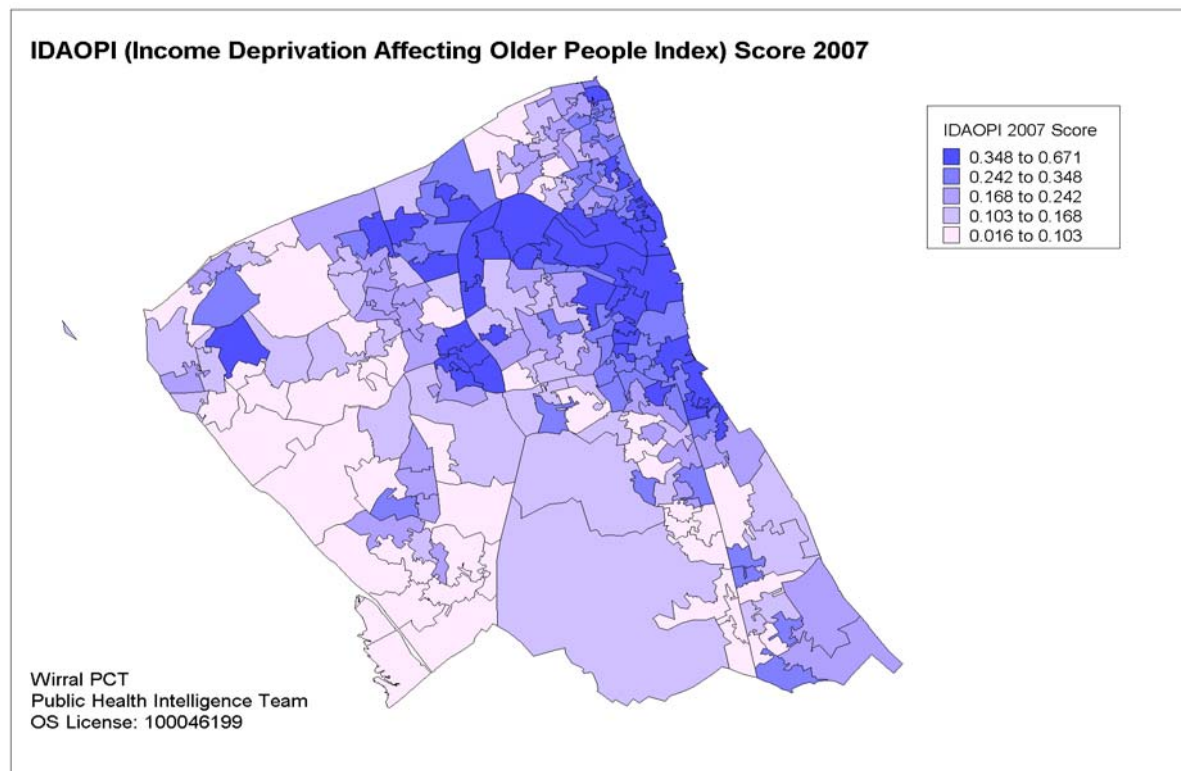 IDAOPI (Income Deprivation Affecting Older People Index) Score 2007
IDAOPI 2007 Score
0.348 to 0.671
0.242 to 0.348
0.168 to 0.242
0.103 to 0.168
0.016 to 0.103
Wirral PCT
Public Health Intelligence Team
OS License: 100046199